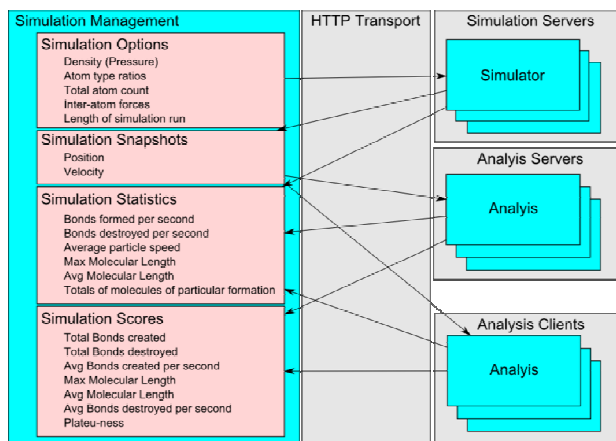 Simulation Management
Simulation Options
Density (Pressure)
Atom type ratios
Total atom count
Inter-atom forces
Length of simulation run
Simulation Snapshots
Position
Velocity
Simulation Statistics
Bonds formed per second
Bonds destroyed per second
Average particle speed
Max Molecular Length
Avg Molecular Length
Totals of molecules of particular formation
Simulation Scores
Total Bonds created
Total Bonds destroyed
Avg Bonds created per second
Max Molecular Length
Avg Molecular Length
Avg Bonds destroyed per second
Plateu-ness
HTTP Transport
Simulation Servers
Simulator
Analyis Servers
Analyis
Analysis Clients
Analyis